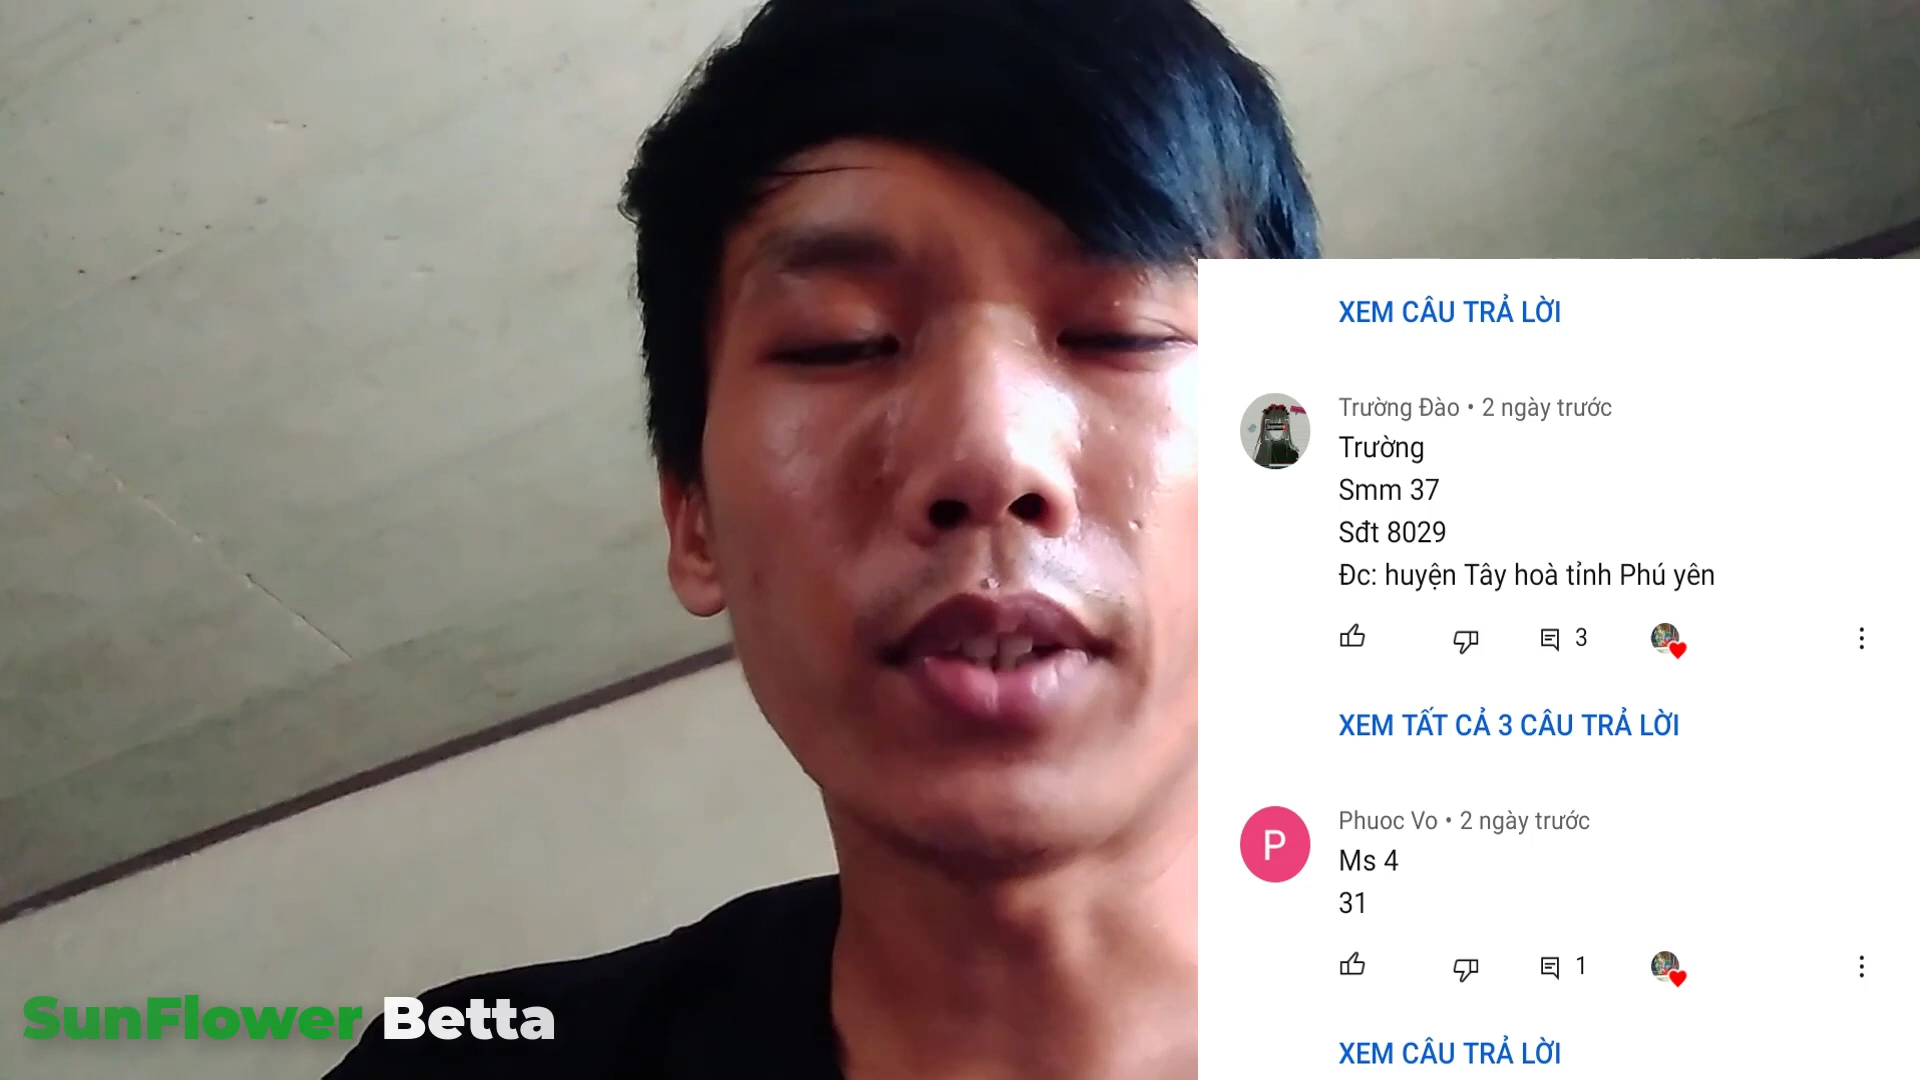 XEM CÂU TRẢ LỜI
Trường Đào • 2 ngày trước
Trường
Smm 37
Sđt 8029
Đc: huyện Tây hoà tỉnh Phú yên
3
XEM TẤT CẢ 3 CÂU TRẢ LỜI
P
Phuoc Vo • 2 ngày trước
Ms 4
31
1
XEM CÂU TRẢ LỜI
SunFlower Betta